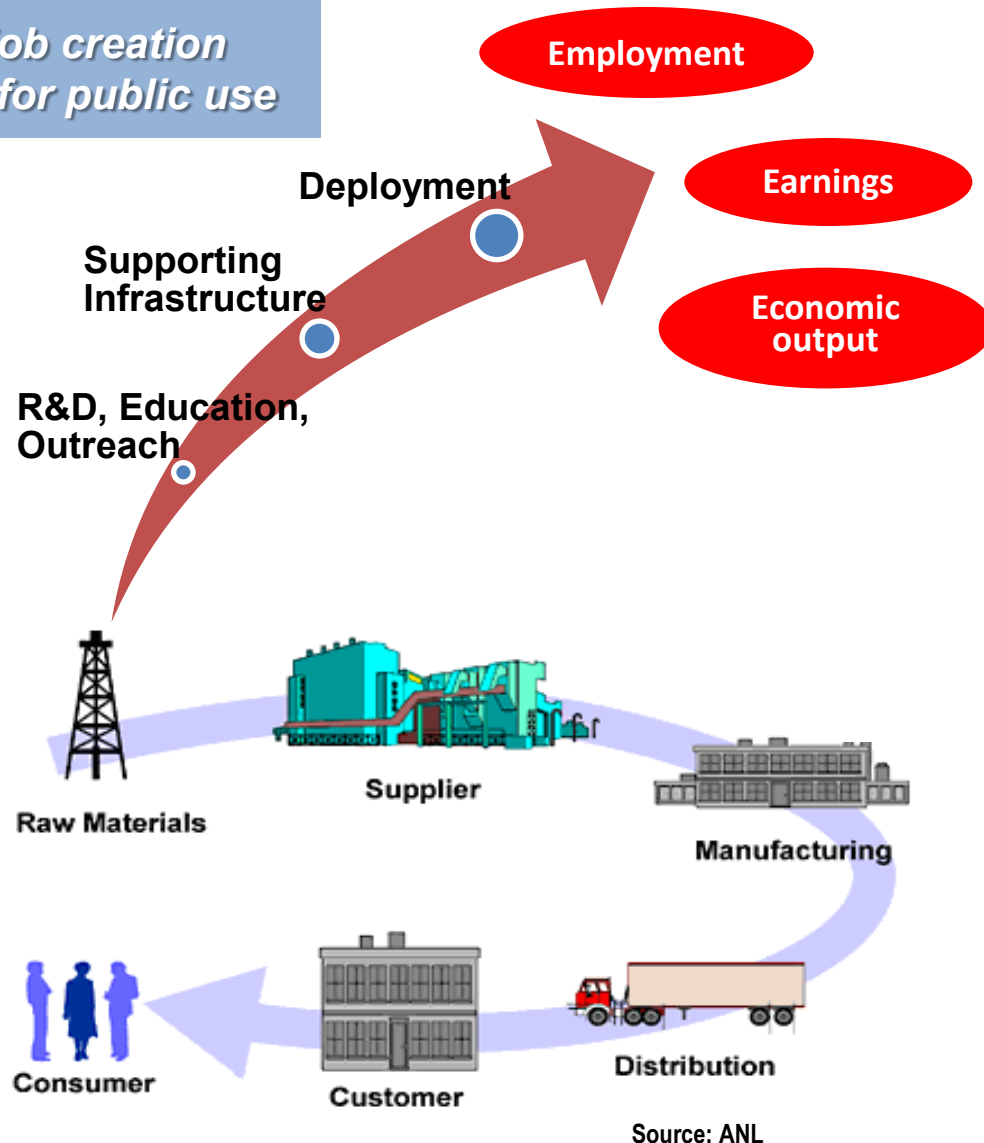 ob creation
for public use
Employment
Earnings
Economic
output
Deployment
Supporting
Infrastructure
R&D, Education,
Outreach
Raw Materials
Supplier
Manufacturing
Distribution
Customer
Consumer
Source: ANL